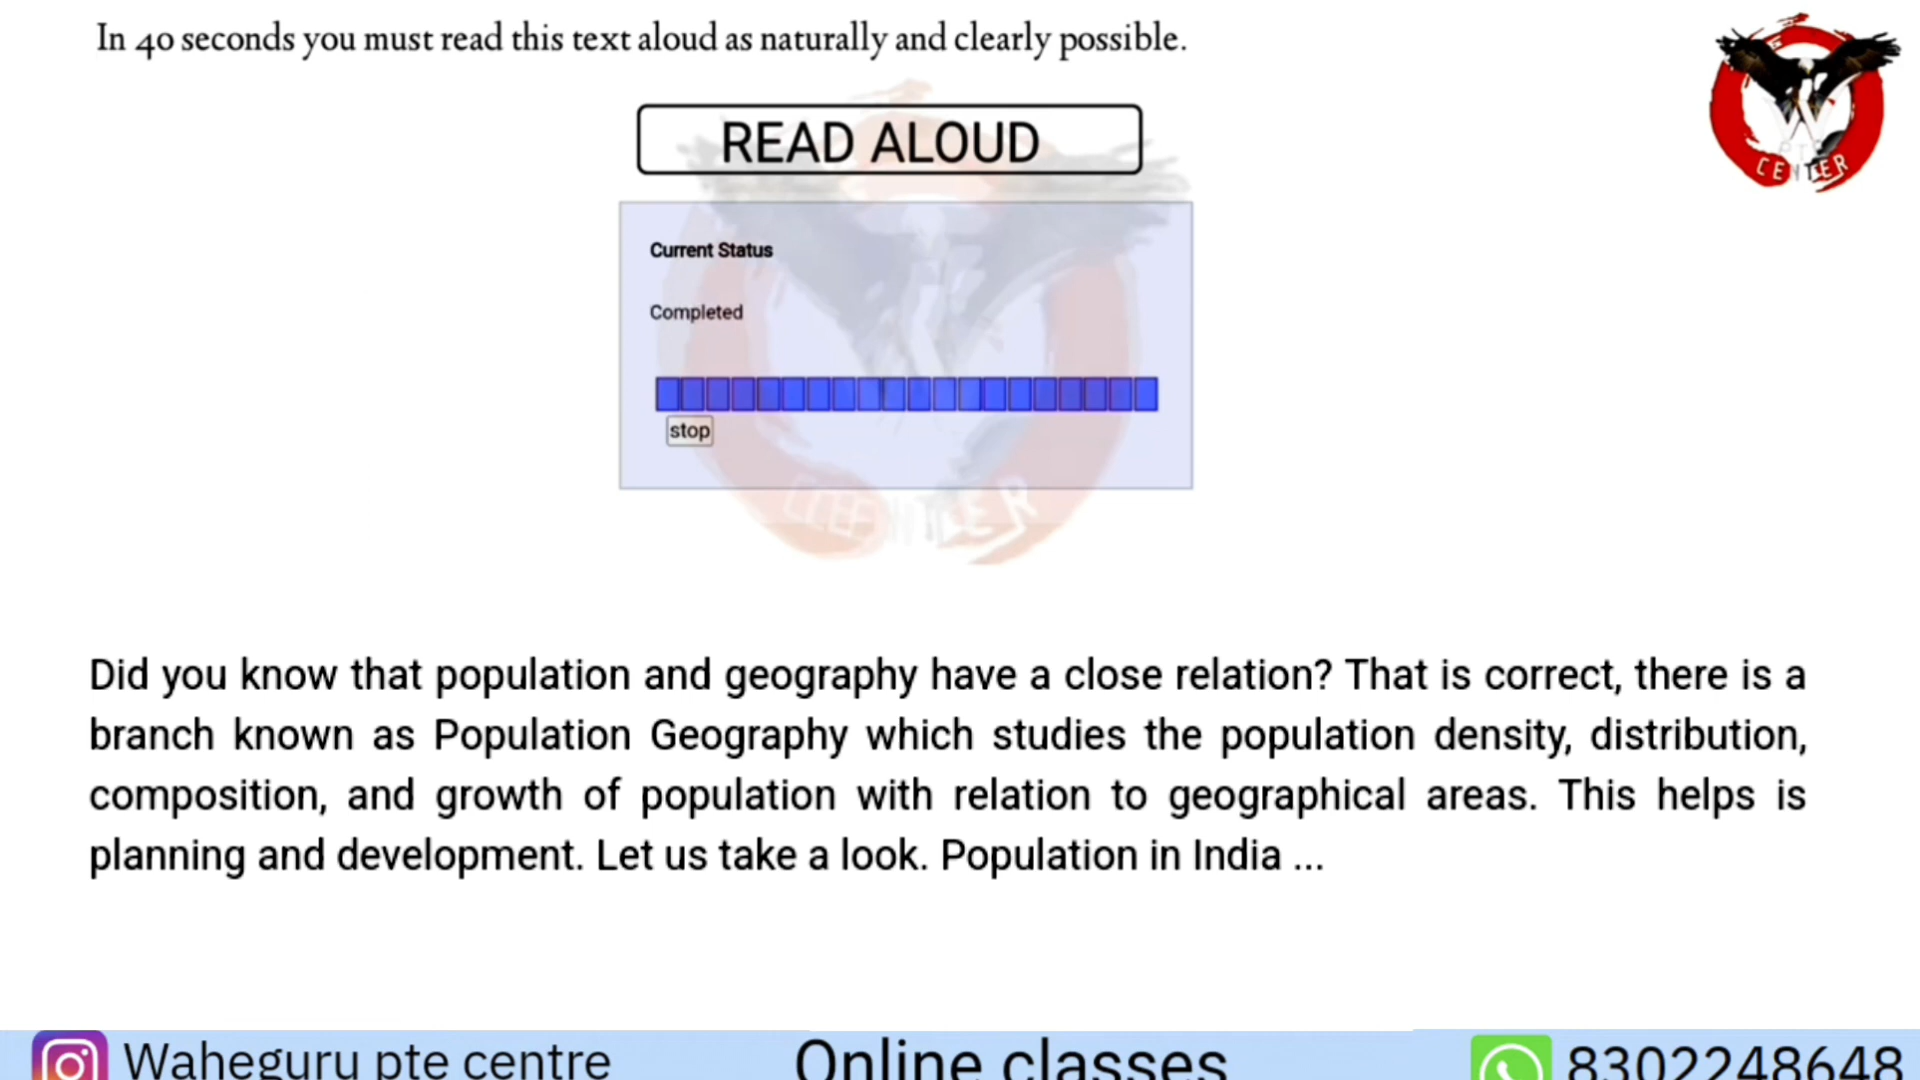 In 40 seconds you must read this text aloud as naturally and clearly possible.
READ ALOUD
Current Status
Completed
stop
W
PTE
CENTER
Did you know that population and geography have a close relation? That is correct, there is a
branch known as Population Geography which studies the population density, distribution,
composition, and growth of population with relation to geographical areas. This helps is
planning and development. Let us take a look. Population in India ...
Waheguru pte centre
Online classes
8302248648